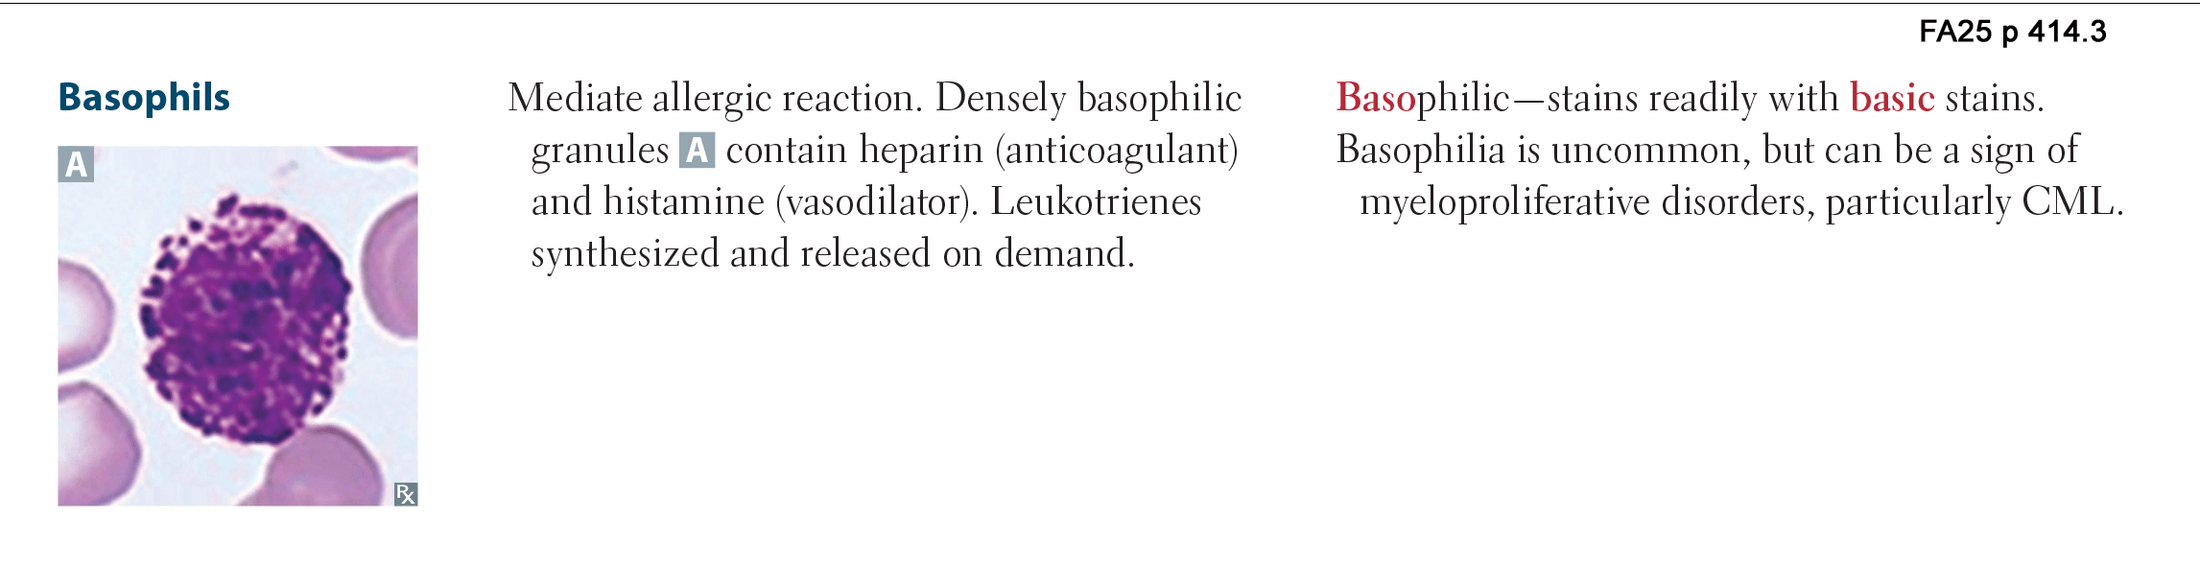 FA25 p 414.3
Basophils
A
Rx
Mediate allergic reaction. Densely basophilic
granules A contain heparin (anticoagulant)
and histamine (vasodilator). Leukotrienes
synthesized and released on demand.
Basophilic—stains readily with basic stains.
Basophilia is uncommon, but can be a sign of
myeloproliferative disorders, particularly CML.